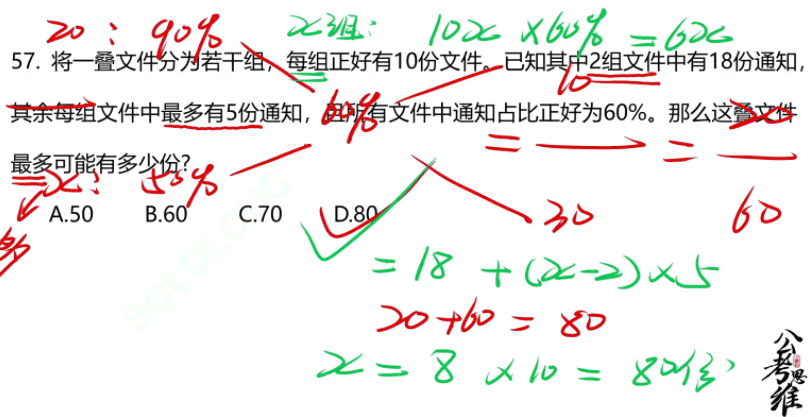 20 : 90% x组: 10x×60% = 6x
57. 将一叠文件分为若干组，每组正好有10份文件。已知其中2组文件中有18份通知，
10
其余每组文件中最多有5份通知，且所有文件中通知占比正好为60%。那么这叠文件
60%
= = 20
最多可能有多少份?
x: 50%
A.50 B.60 C.70 D.80
30 60
= 18 + (x-2)×5
20+60 = 80
x = 8 ×10 = 80份
SCLDLDLIC
公考思维